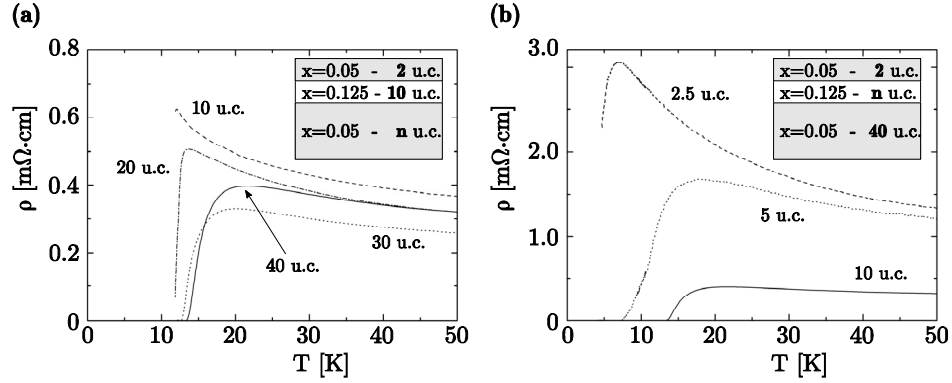 (a)
0.8
0.6
0.4
0.2
0
ρ [mΩ·cm]
x=0.05 - 2 u.c.
x=0.125 - 10 u.c.
x=0.05 - n u.c.
10 u.c.
20 u.c.
30 u.c.
40 u.c.
0 10 20 30 40 50
T [K]
(b)
3.0
2.0
1.0
0
ρ [mΩ·cm]
x=0.05 - 2 u.c.
x=0.125 - n u.c.
x=0.05 - 40 u.c.
2.5 u.c.
5 u.c.
10 u.c.
0 10 20 30 40 50
T [K]